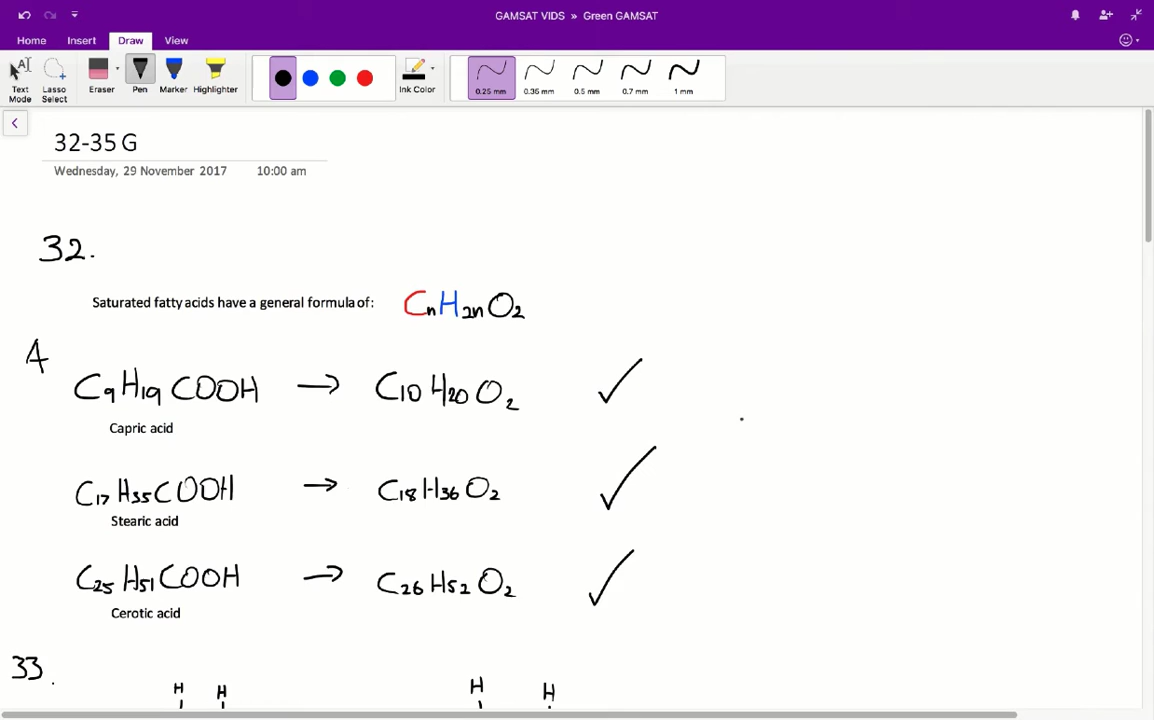 GAMSAT VIDS » Green GAMSAT
Home Insert Draw View
Text Mode Lasso Select Eraser Pen Marker Highlighter Ink Color 0.25 mm 0.35 mm 0.5 mm 0.7 mm 1 mm
32-35 G
Wednesday, 29 November 2017 10:00 am
32.
Saturated fatty acids have a general formula of: CnH2nO2
A
C9H19COOH → C10H20O2 ✓
Capric acid
C17H35COOH → C18H36O2 ✓
Stearic acid
C25H51COOH → C26H52O2 ✓
Cerotic acid
33.
H H H H